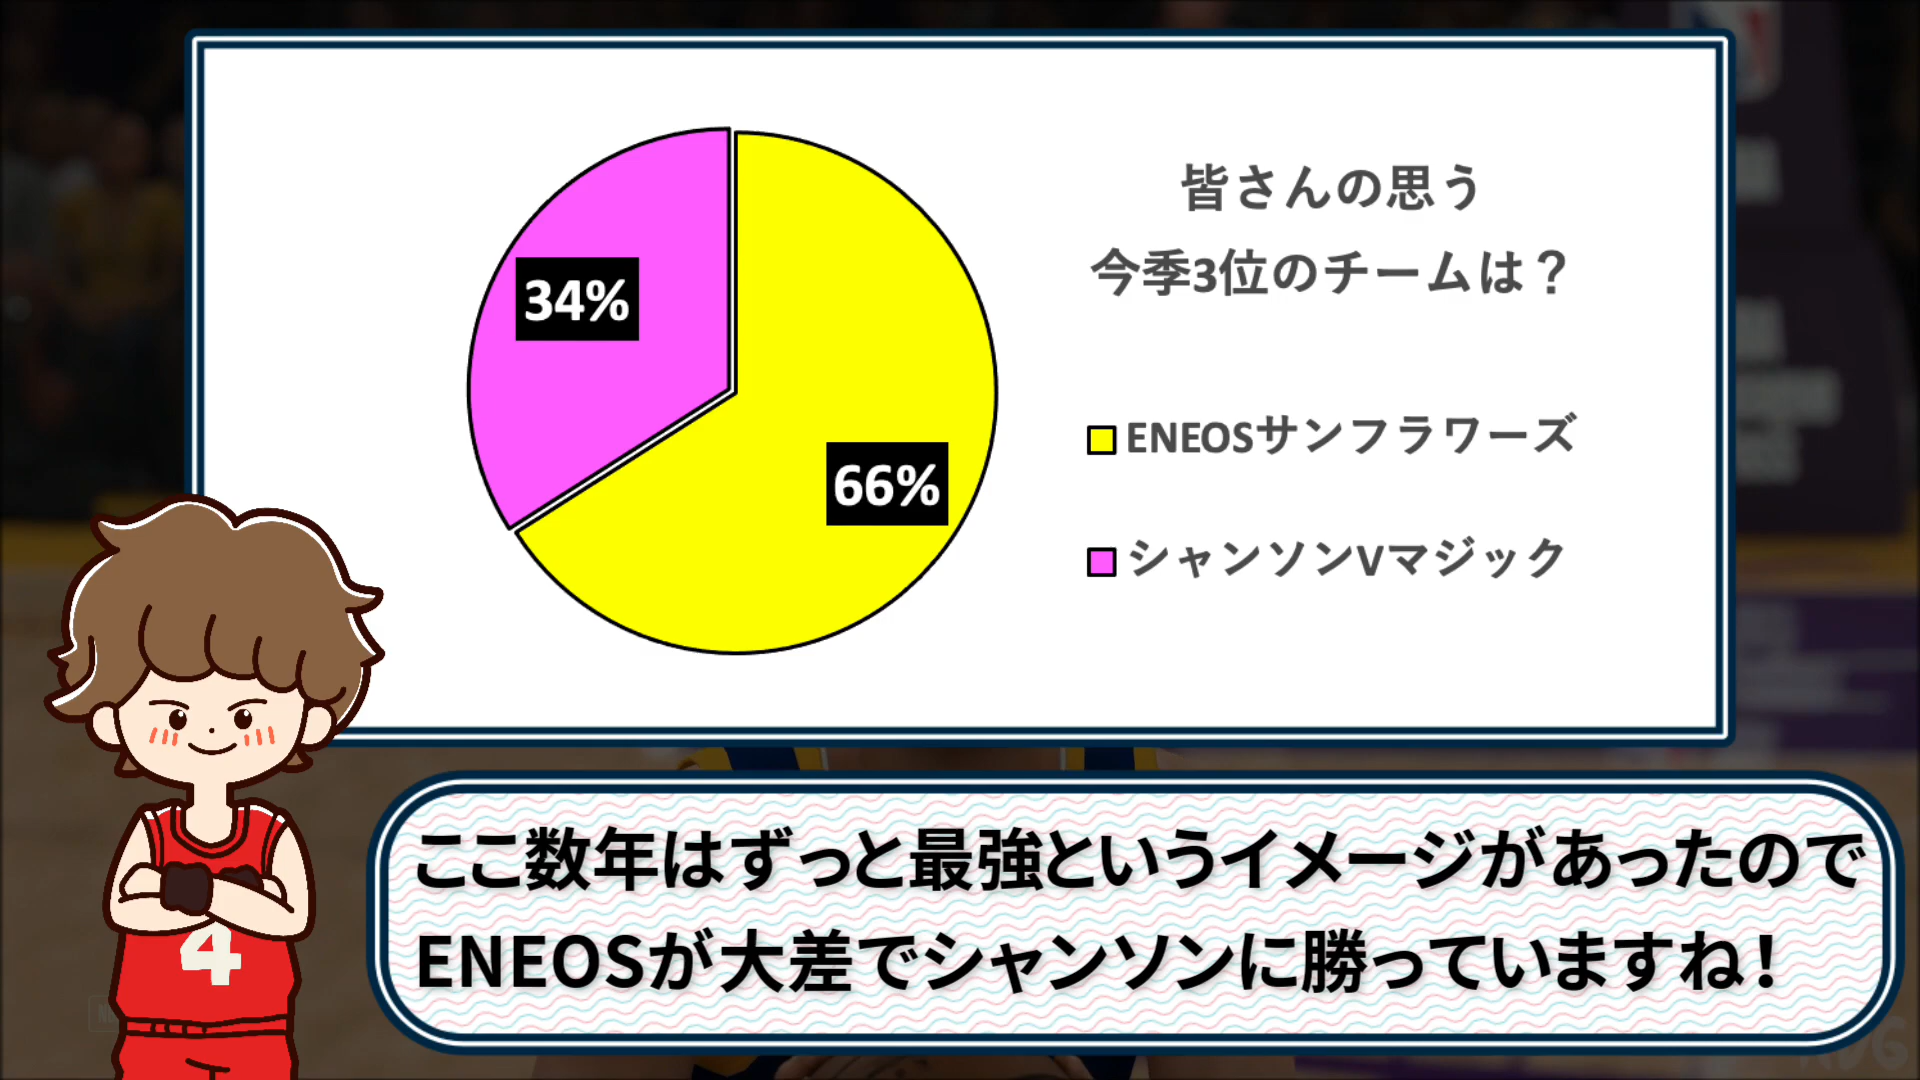 皆さんの思う
今季3位のチームは？
34%
66%
ENEOSサンフラワーズ
シャンソンVマジック
4
ここ数年はずっと最強というイメージがあったので
ENEOSが大差でシャンソンに勝っていますね！